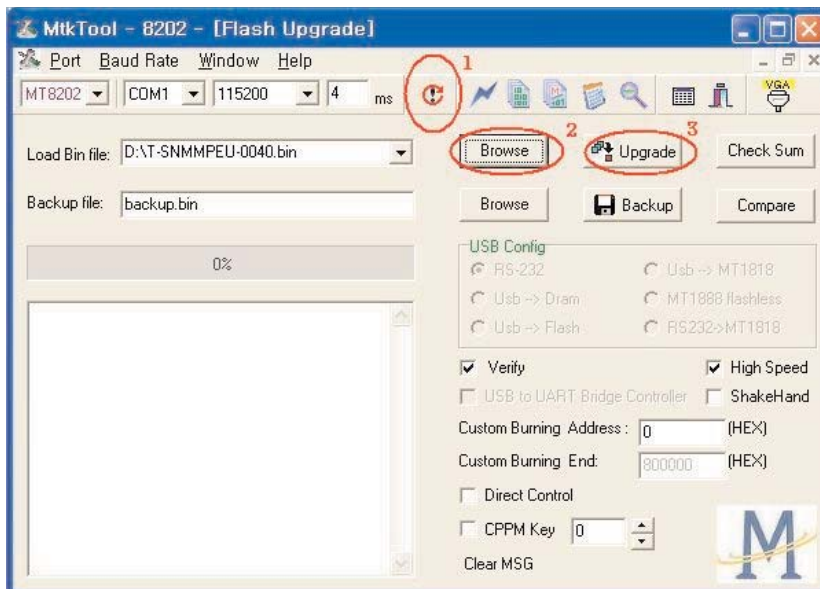 MtkTool - 8202 - [Flash Upgrade]
Port Baud Rate Window Help
1
MT8202 COM1 115200 4 ms VGA
2 3
Load Bin file: D:\T-SNMMPEU-0040.bin Browse Upgrade Check Sum
Backup file: backup.bin Browse Backup Compare
0%
USB Config
RS-232 Usb --> MT1818
Usb --> Dram MT1888 flashless
Usb --> Flash RS232->MT1818
Verify High Speed
USB to UART Bridge Controller ShakeHand
Custom Burning Address : 0 (HEX)
Custom Burning End: 800000 (HEX)
Direct Control
CPPM Key 0
Clear MSG
M